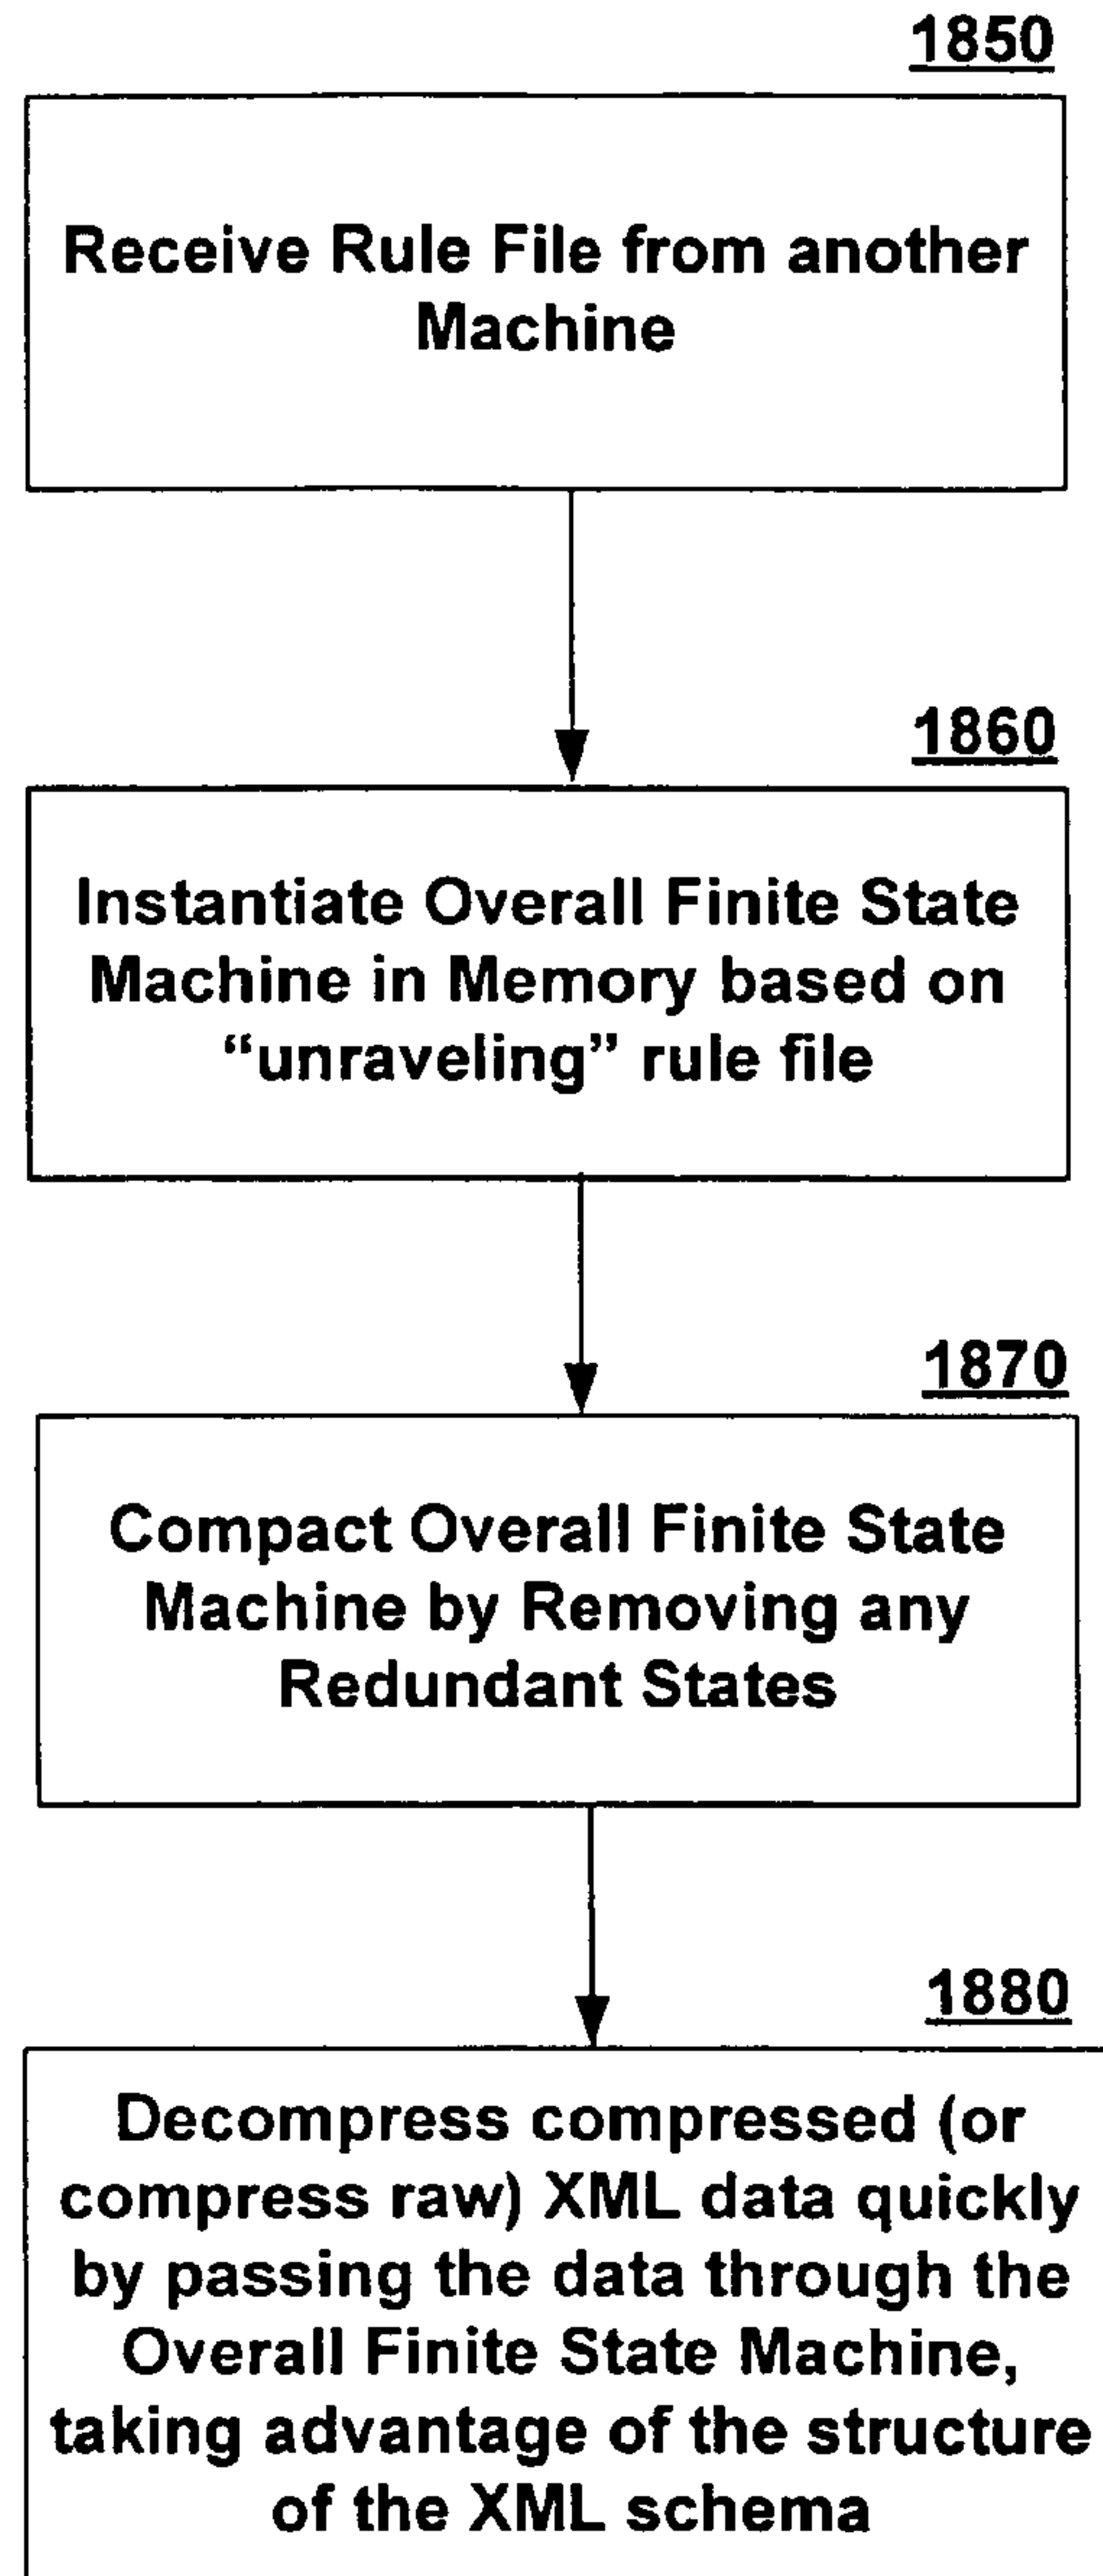 1850
Receive Rule File from another
Machine
1860
Instantiate Overall Finite State
Machine in Memory based on
“unraveling” rule file
1870
Compact Overall Finite State
Machine by Removing any
Redundant States
1880
Decompress compressed (or
compress raw) XML data quickly
by passing the data through the
Overall Finite State Machine,
taking advantage of the structure
of the XML schema